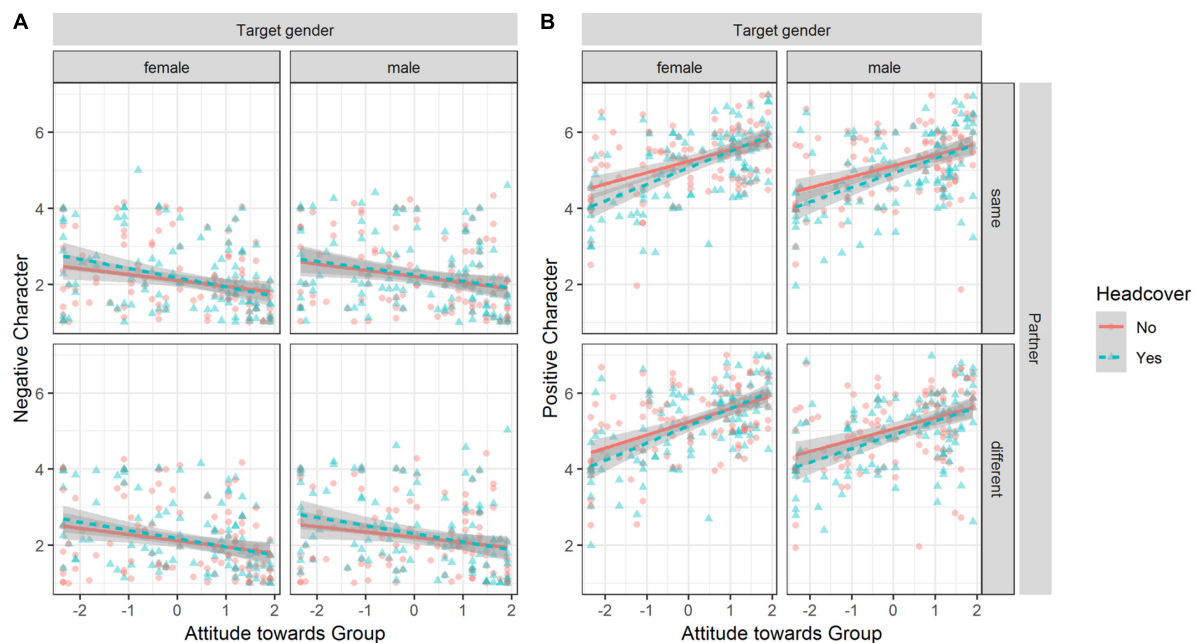 A
Target gender
female
male
Negative Character
6
4
2
6
4
2
-2 -1 0 1 2
-2 -1 0 1 2
Attitude towards Group
B
Target gender
female
male
Positive Character
6
4
2
6
4
2
same
different
Partner
-2 -1 0 1 2
-2 -1 0 1 2
Attitude towards Group
Headcover
No
Yes